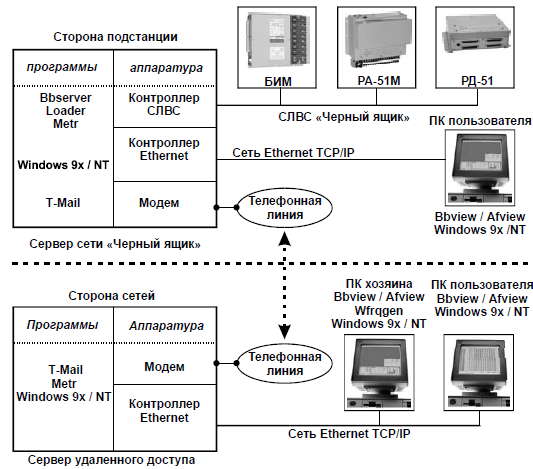 Сторона подстанции
программы
аппаратура
Bbserver
Loader
Metr
Windows 9x / NT
T-Mail
Контроллер
СЛВС
Контроллер
Ethernet
Модем
Сервер сети «Черный ящик»
БИМ
РА-51М
РД-51
СЛВС «Черный ящик»
ПК пользователя
Сеть Ethernet TCP/IP
Bbview / Afview
Windows 9x /NT
Телефонная
линия
Сторона сетей
Программы
Аппаратура
T-Mail
Metr
Windows 9x / NT
Модем
Контроллер
Ethernet
Сервер удаленного доступа
Телефонная
линия
ПК хозяина
Bbview / Afview
Wfrqgen
Windows 9x / NT
ПК пользователя
Bbview / Afview
Windows 9x / NT
Сеть Ethernet TCP/IP